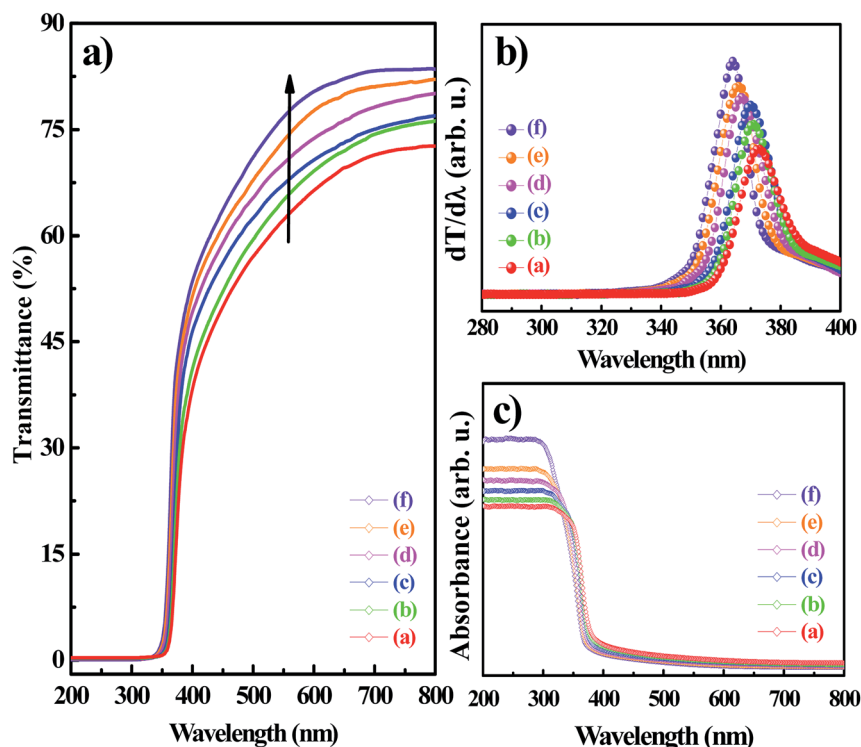 a)
90
75
60
45
30
15
0
Transmittance (%)
(f)
(e)
(d)
(c)
(b)
(a)
200 300 400 500 600 700 800
Wavelength (nm)
b)
dT/dλ (arb. u.)
(f)
(e)
(d)
(c)
(b)
(a)
280 300 320 340 360 380 400
Wavelength (nm)
c)
Absorbance (arb. u.)
(f)
(e)
(d)
(c)
(b)
(a)
200 300 400 500 600 700 800
Wavelength (nm)